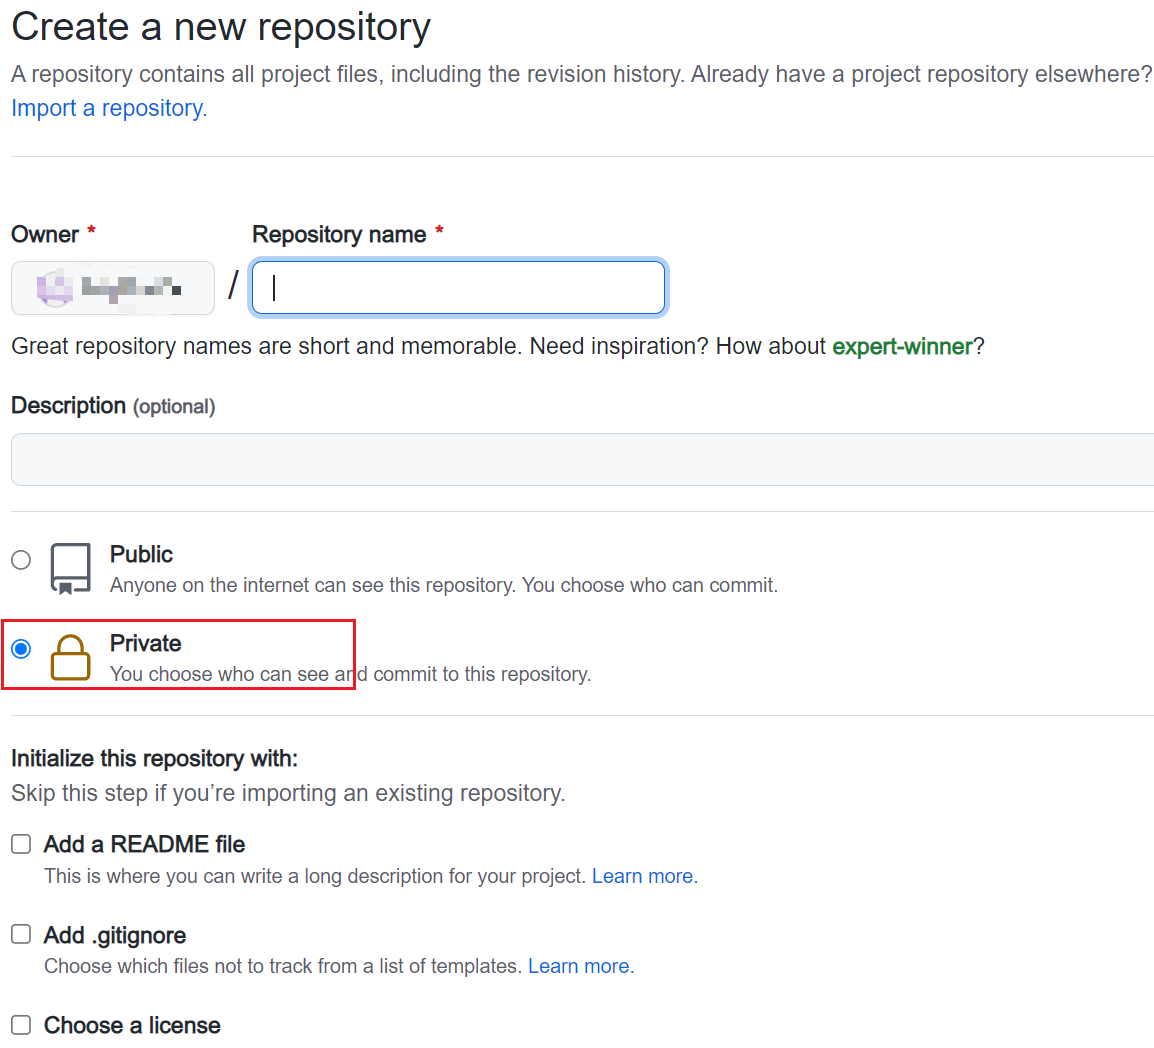 Create a new repository
A repository contains all project files, including the revision history. Already have a project repository elsewhere?
Import a repository.
Owner * Repository name *
/
Great repository names are short and memorable. Need inspiration? How about expert-winner?
Description (optional)
Public
Anyone on the internet can see this repository. You choose who can commit.
Private
You choose who can see and commit to this repository.
Initialize this repository with:
Skip this step if you’re importing an existing repository.
Add a README file
This is where you can write a long description for your project. Learn more.
Add .gitignore
Choose which files not to track from a list of templates. Learn more.
Choose a license